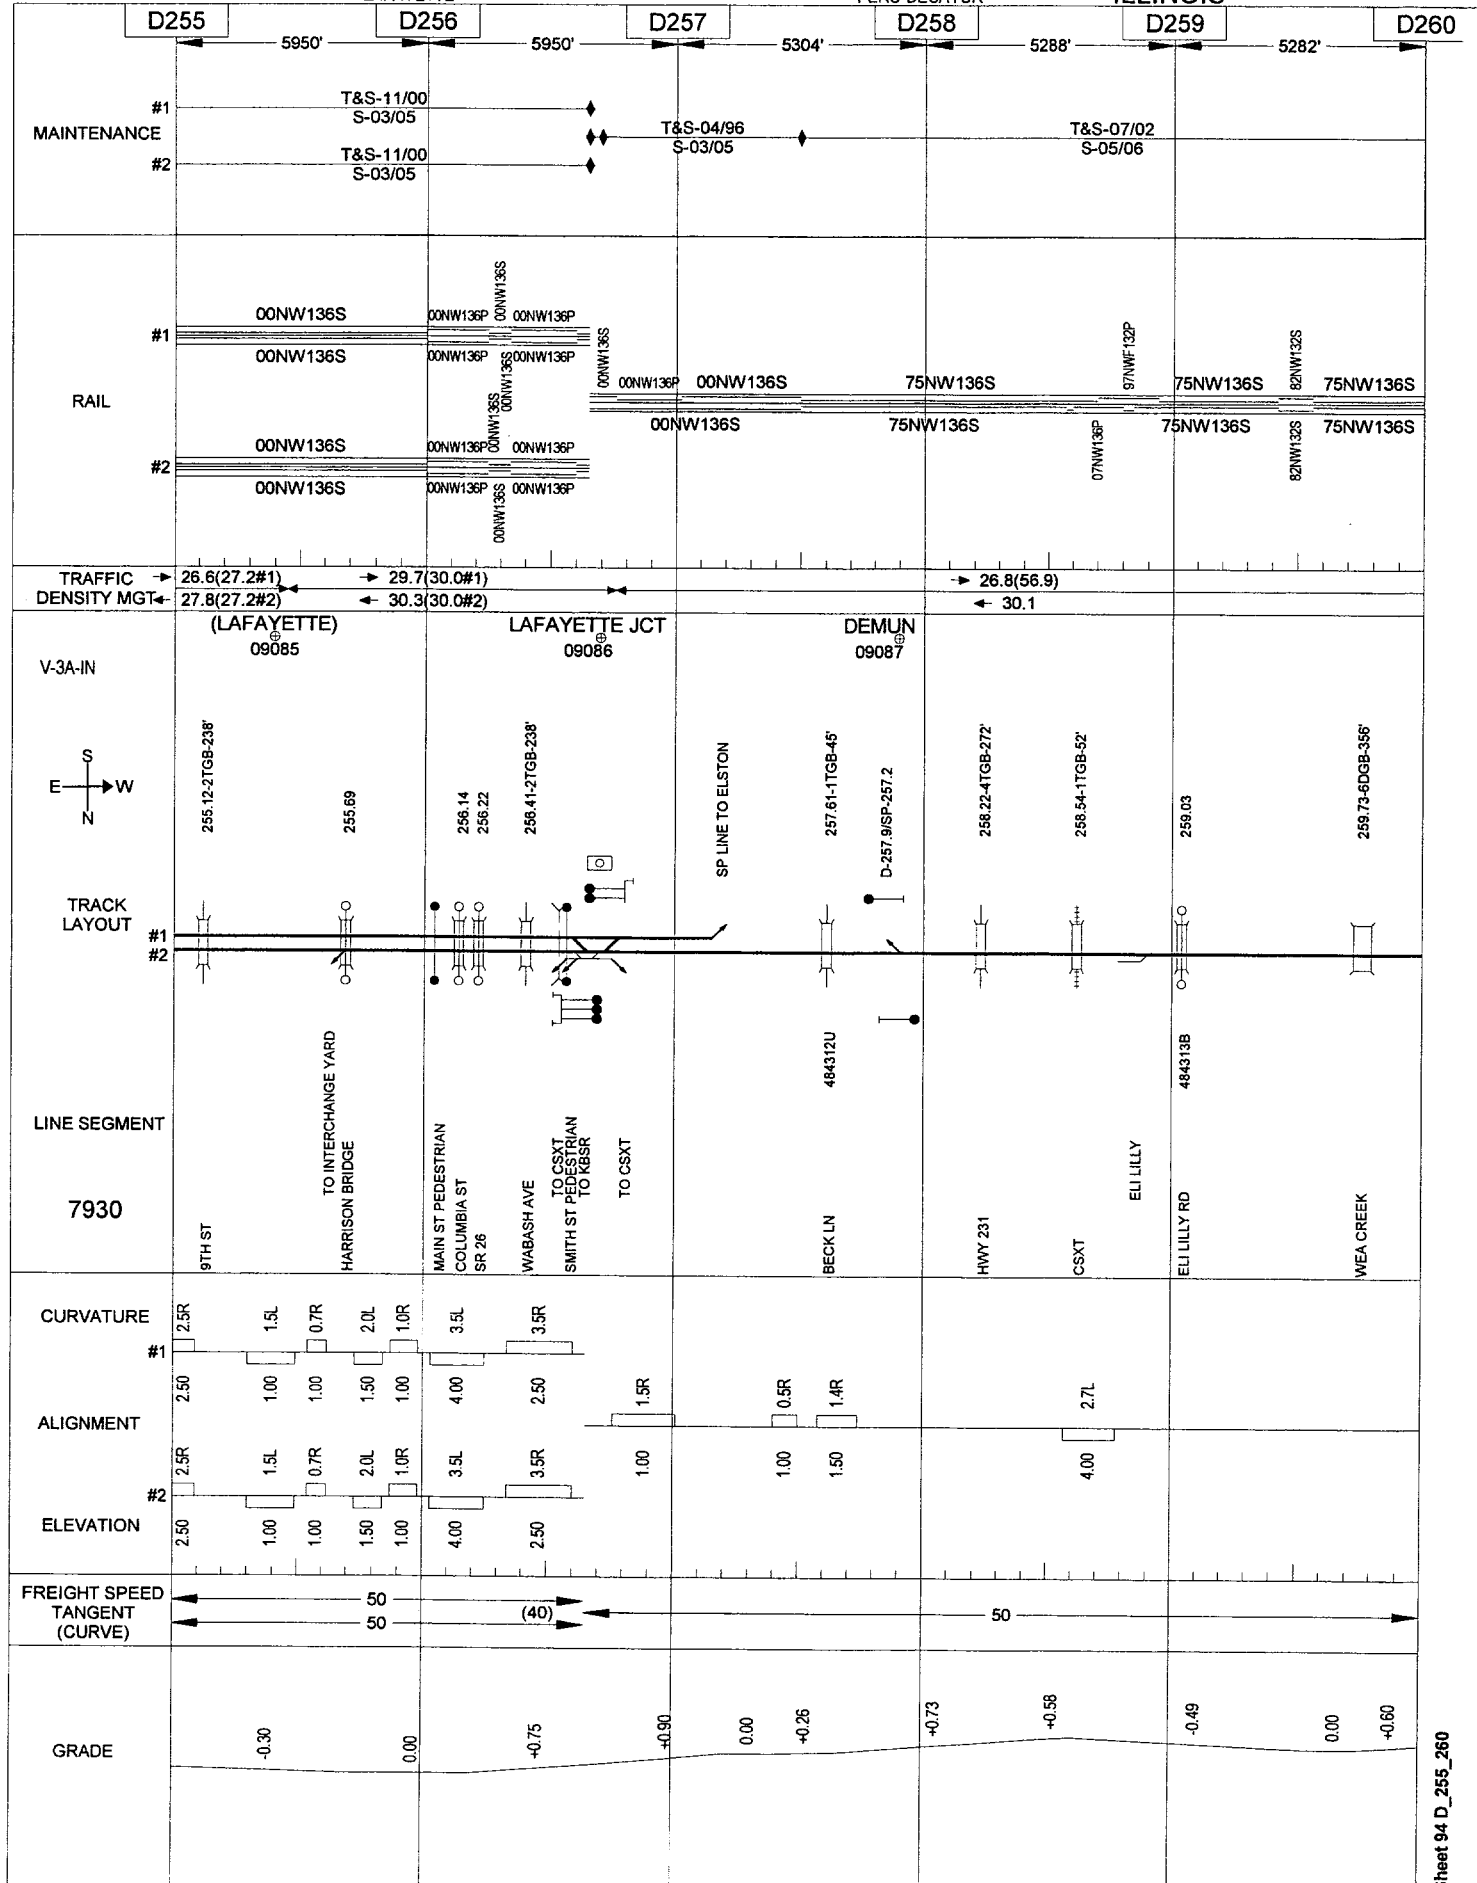 ILLINOIS
D255
D256
D257
D258
D259
D260
5950'
5950'
5304'
5288'
5282'
MAINTENANCE
#1
T&S-11/00
S-03/05
T&S-04/96
S-03/05
T&S-07/02
S-05/06
#2
T&S-11/00
S-03/05
RAIL
#1
00NW136S
00NW136P
00NW136S
00NW136P
00NW136S
00NW136P
00NW136S
00NW136P
00NW136S
00NW136P
00NW136S
75NW136S
97NWF132P
75NW136S
82NW132S
75NW136S
00NW136S
75NW136S
07NW136P
75NW136S
82NW132S
75NW136S
#2
00NW136S
00NW136P
00NW136S
00NW136P
00NW136S
00NW136P
00NW136S
00NW136P
TRAFFIC
DENSITY MGT
26.6(27.2#1)
29.7(30.0#1)
26.8(56.9)
27.8(27.2#2)
30.3(30.0#2)
30.1
(LAFAYETTE)
09085
LAFAYETTE JCT
09086
DEMUN
09087
V-3A-IN
S
E W
N
255.12-2TGB-238'
255.69
256.14
256.22
256.41-2TGB-238'
SP LINE TO ELSTON
257.61-1TGB-45'
D-257.9/SP-257.2
258.22-4TGB-272'
258.54-1TGB-52'
259.03
259.73-6DGB-356'
TRACK
LAYOUT
#1
#2
484312U
484313B
LINE SEGMENT
7930
9TH ST
TO INTERCHANGE YARD
HARRISON BRIDGE
MAIN ST PEDESTRIAN
COLUMBIA ST
SR 26
WABASH AVE
TO CSXT
SMITH ST PEDESTRIAN
TO KBSR
TO CSXT
BECK LN
HWY 231
CSXT
ELI LILLY
ELI LILLY RD
WEA CREEK
CURVATURE
#1
2.5R
1.5L
0.7R
2.0L
1.0R
3.5L
3.5R
2.50
1.00
1.00
1.50
1.00
4.00
2.50
ALIGNMENT
1.5R
0.5R
1.4R
2.7L
1.00
1.00
1.50
4.00
#2
2.5R
1.5L
0.7R
2.0L
1.0R
3.5L
3.5R
ELEVATION
2.50
1.00
1.00
1.50
1.00
4.00
2.50
FREIGHT SPEED
TANGENT
(CURVE)
50
50
(40)
50
GRADE
-0.30
0.00
+0.75
+0.90
0.00
+0.26
+0.73
+0.58
-0.49
0.00
+0.60
heet 94 D_255_260